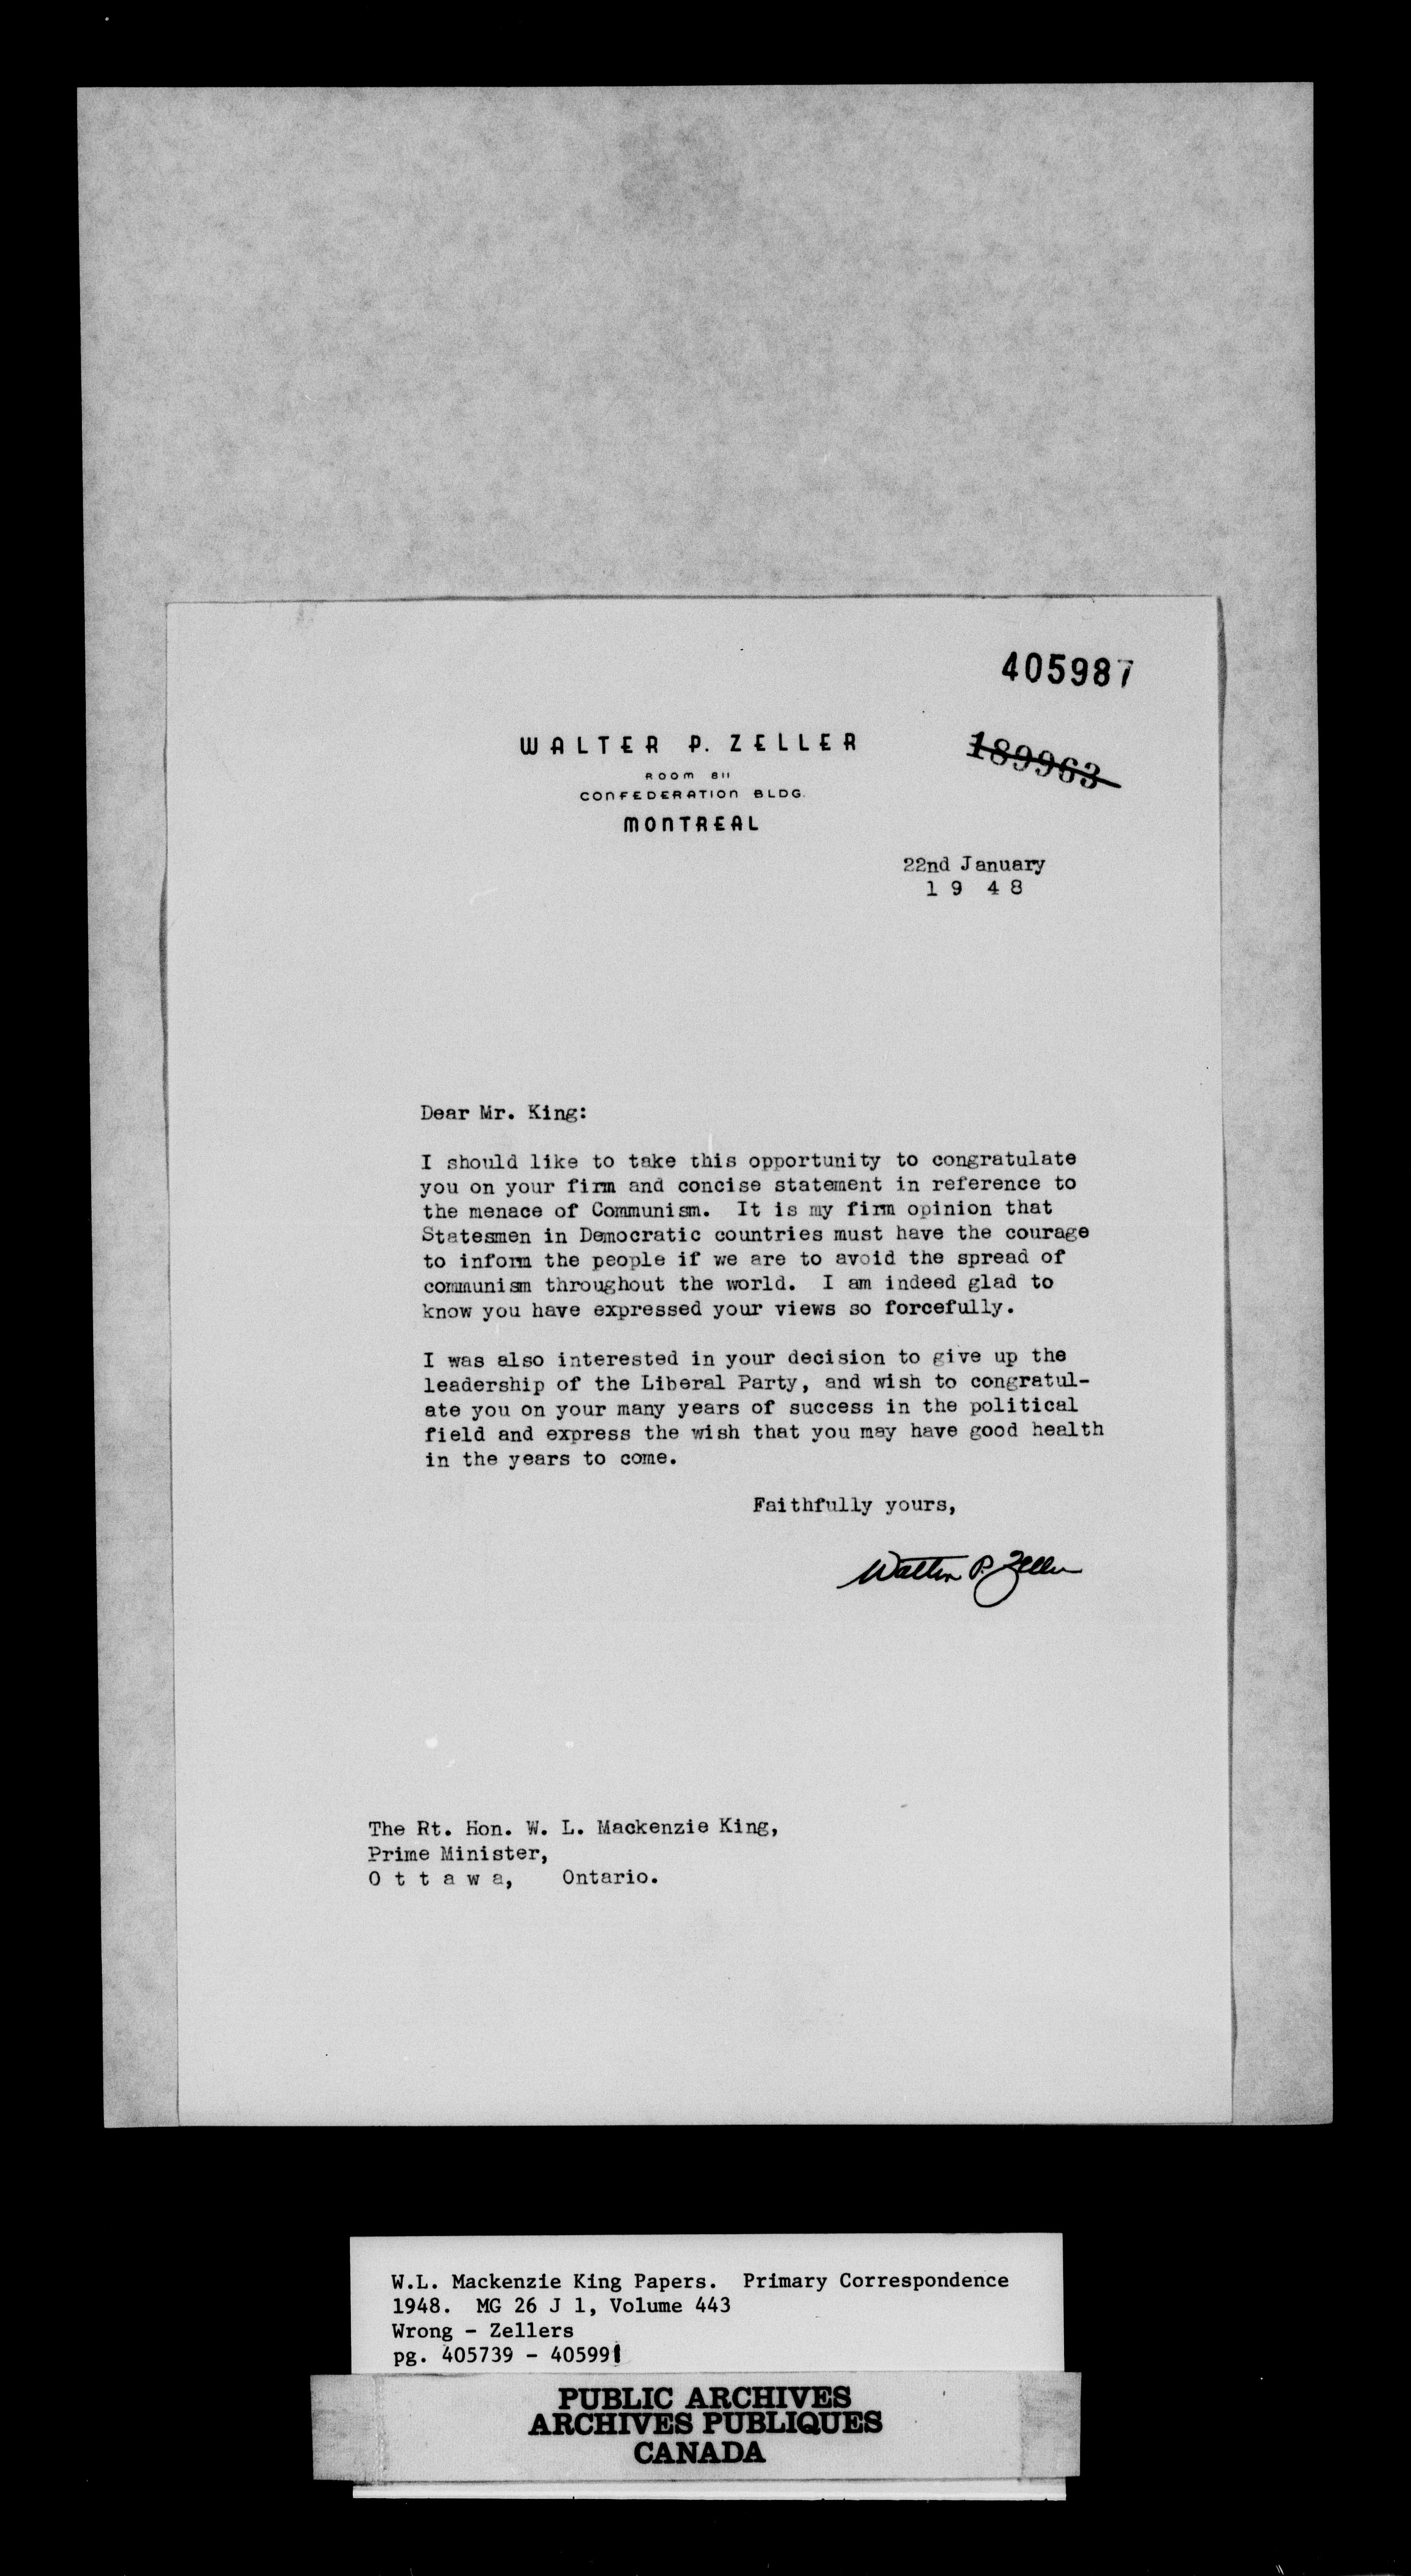 405987
WALTER P. ZELLER
189963
ROOM 811
CONFEDERATION BLDG.
MONTREAL
22nd January
1 9 4 8
Dear Mr. King:
I should like to take this opportunity to congratulate
you on your firm and concise statement in reference to
the menace of Communism. It is my firm opinion that
Statesmen in Democratic countries must have the courage
to inform the people if we are to avoid the spread of
communism throughout the world. I am indeed glad to
know you have expressed your views so forcefully.
I was also interested in your decision to give up the
leadership of the Liberal Party, and wish to congratul-
ate you on your many years of success in the political
field and express the wish that you may have good health
in the years to come.
Faithfully yours,
Walter P. Zeller
The Rt. Hon. W. L. Mackenzie King,
Prime Minister,
O t t a w a, Ontario.
W.L. Mackenzie King Papers. Primary Correspondence
1948. MG 26 J 1, Volume 443
Wrong - Zellers
pg. 405739 - 405991
PUBLIC ARCHIVES
ARCHIVES PUBLIQUES
CANADA